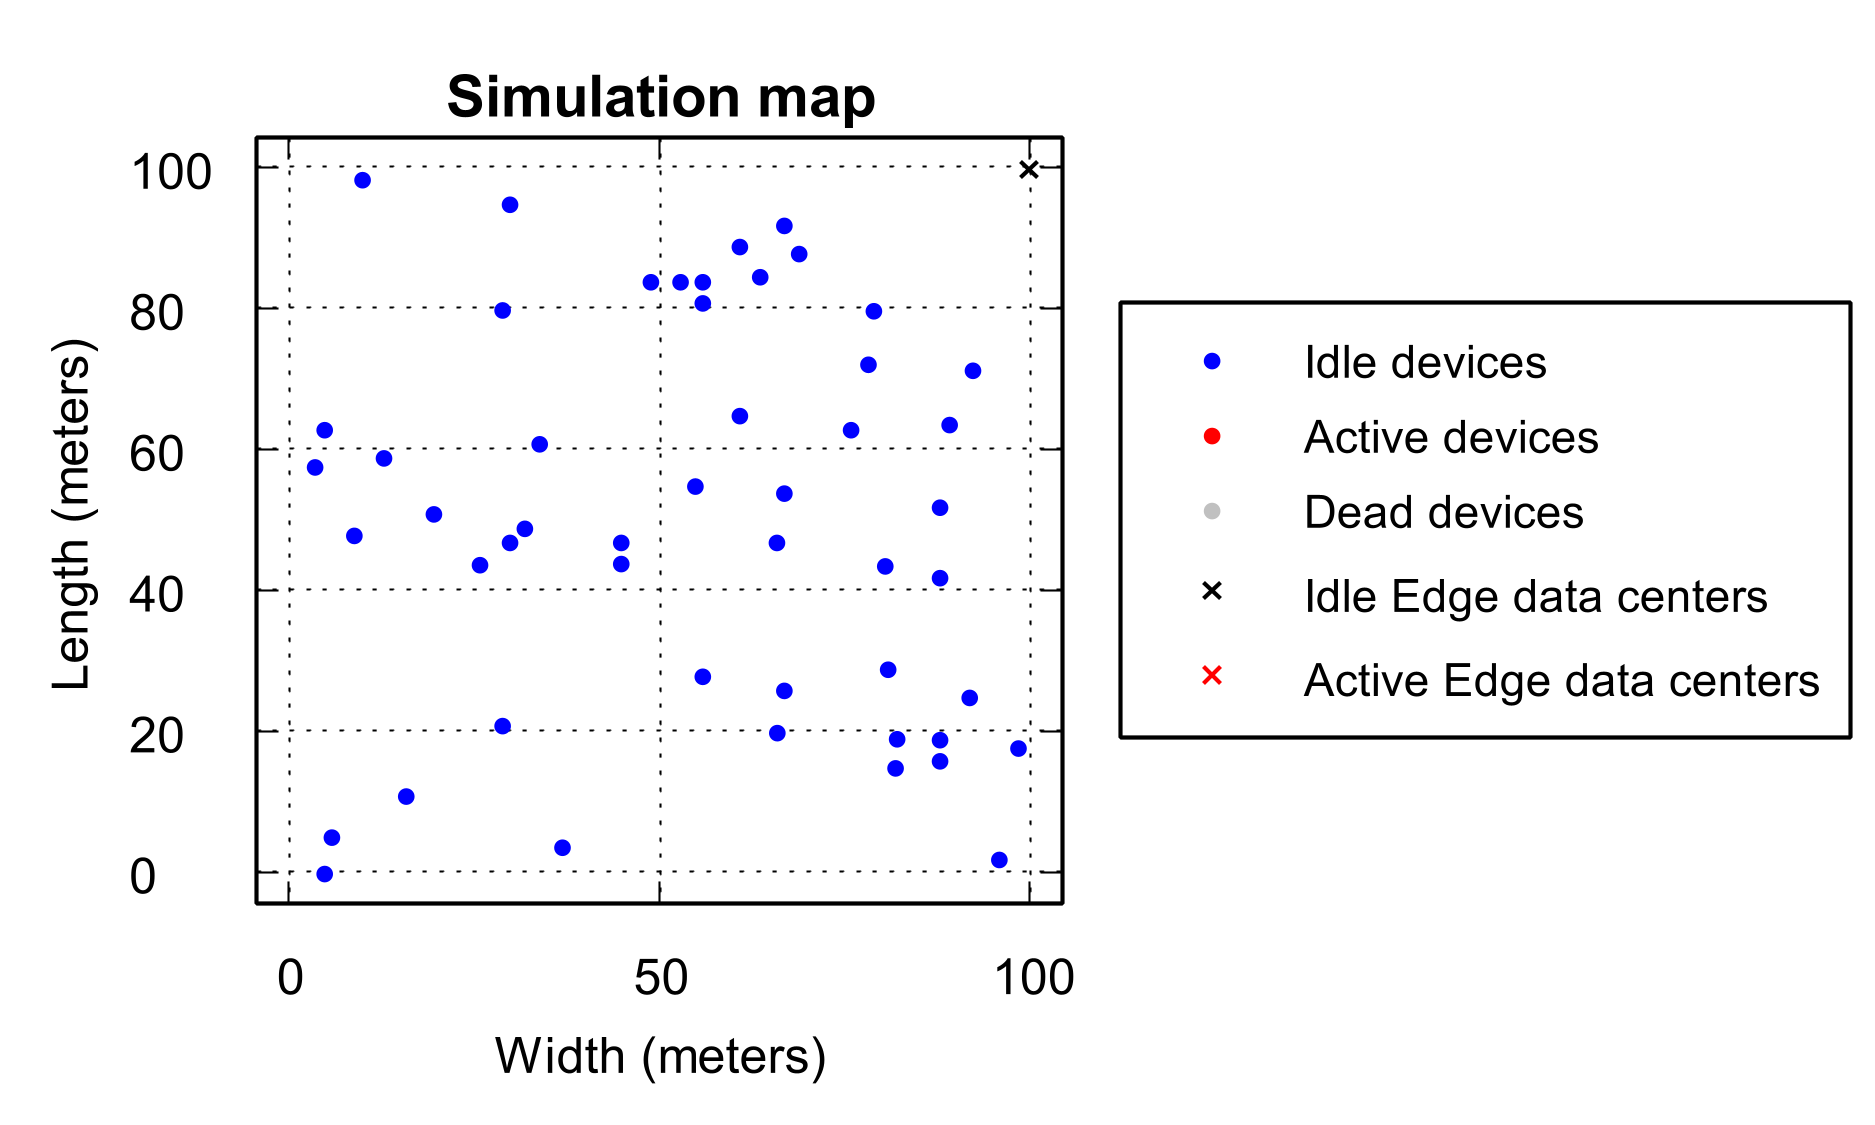 Simulation map
100
80
60
40
20
0
Length (meters)
0 50 100
Width (meters)
Idle devices
Active devices
Dead devices
Idle Edge data centers
Active Edge data centers